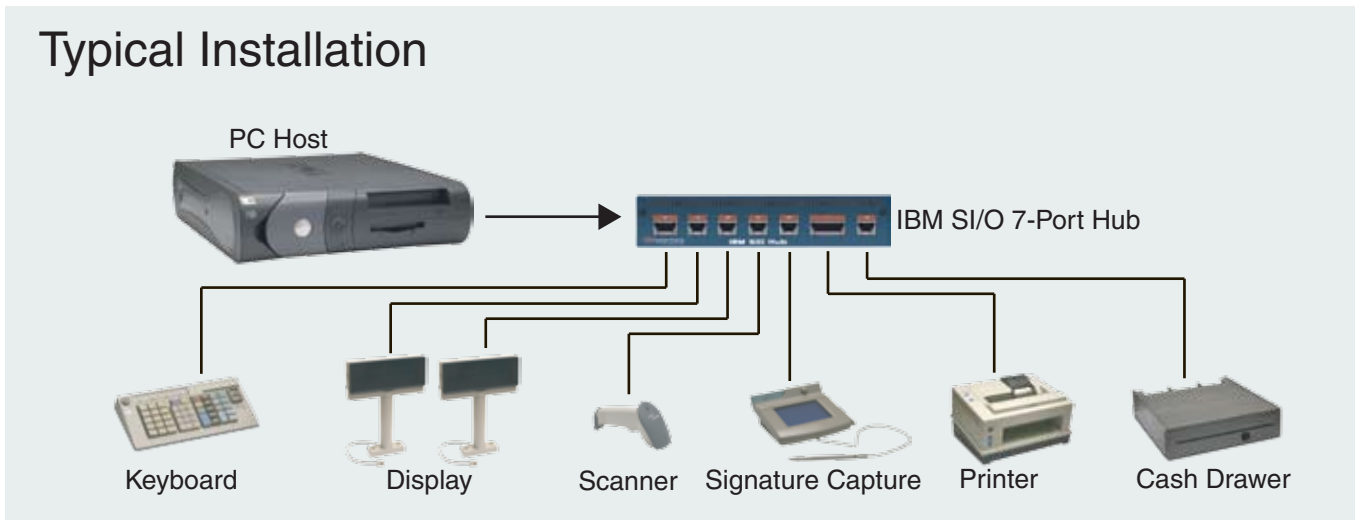 Typical Installation
PC Host
IBM SI/O 7-Port Hub
IBM SIO Hub
Keyboard
Display
Scanner
Signature Capture
Printer
Cash Drawer